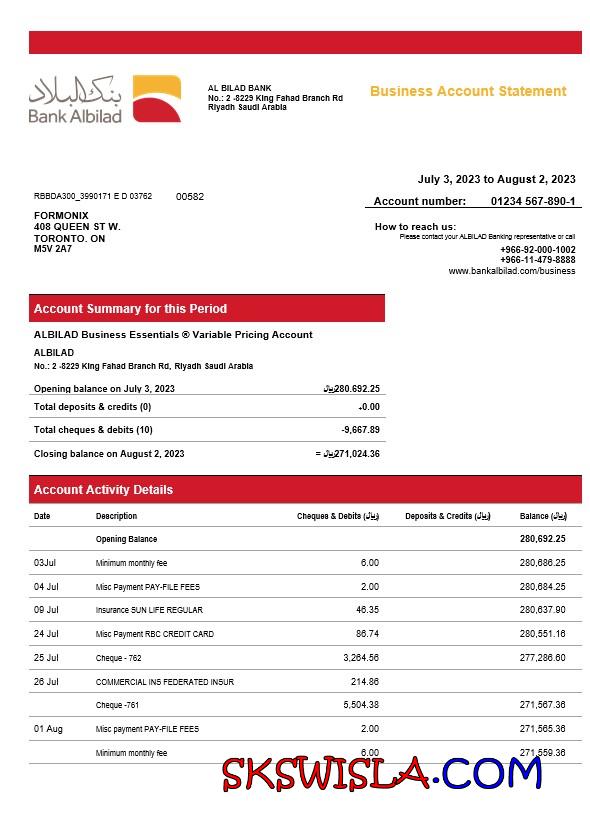 بنك البلاد
Bank Albilad
AL BILAD BANK
No.: 2 -8229 King Fahad Branch Rd
Riyadh Saudi Arabia
Business Account Statement
July 3, 2023 to August 2, 2023
RBBDA300_3990171 E D 03762 00582
Account number: 01234 567-890-1
FORMONIX
408 QUEEN ST W.
TORONTO. ON
M5V 2A7
How to reach us:
Please contact your ALBILAD Banking representative or call
+966-92-000-1002
+966-11-479-8888
www.bankalbilad.com/business
Account Summary for this Period
ALBILAD Business Essentials ® Variable Pricing Account
ALBILAD
No.: 2 -8229 King Fahad Branch Rd, Riyadh Saudi Arabia
Opening balance on July 3, 2023 ﷼280.692.25
Total deposits & credits (0) +0.00
Total cheques & debits (10) -9,667.89
Closing balance on August 2, 2023 = ﷼271,024.36
Account Activity Details
Date Description Cheques & Debits (﷼) Deposits & Credits (﷼) Balance (﷼)
Opening Balance 280,692.25
03Jul Minimum monthly fee 6.00 280,686.25
04 Jul Misc Payment PAY-FILE FEES 2.00 280,684.25
09 Jul Insurance SUN LIFE REGULAR 46.35 280,637.90
24 Jul Misc Payment RBC CREDIT CARD 86.74 280,551.16
25 Jul Cheque - 762 3,264.56 277,286.60
26 Jul COMMERCIAL INS FEDERATED INSUR 214.86
Cheque -761 5,504.38 271,567.36
01 Aug Misc payment PAY-FILE FEES 2.00 271,565.36
Minimum monthly fee 6.00 271,559.36
SKSWISLA.COM